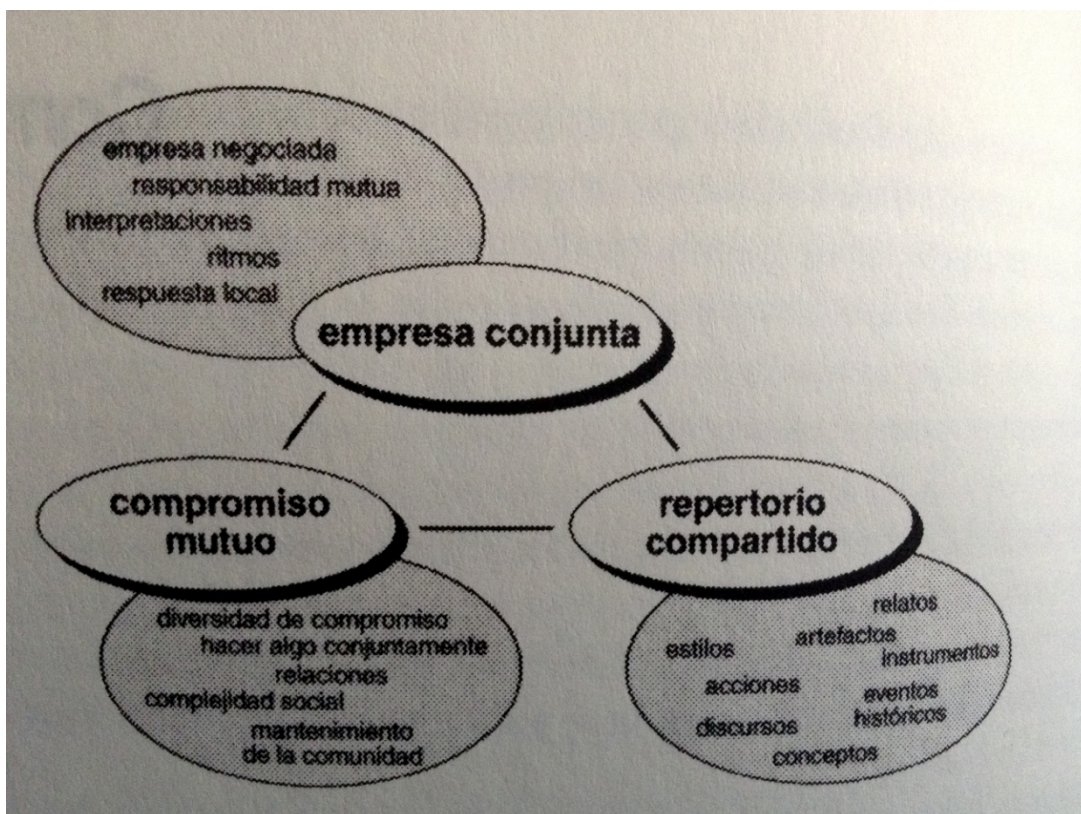 empresa negociada
responsabilidad mutua
interpretaciones
ritmos
respuesta local
empresa conjunta
compromiso
mutuo
diversidad de compromiso
hacer algo conjuntamente
relaciones
complejidad social
mantenimiento
de la comunidad
repertorio
compartido
relatos
estilos artefactos
instrumentos
acciones eventos
históricos
discursos
conceptos